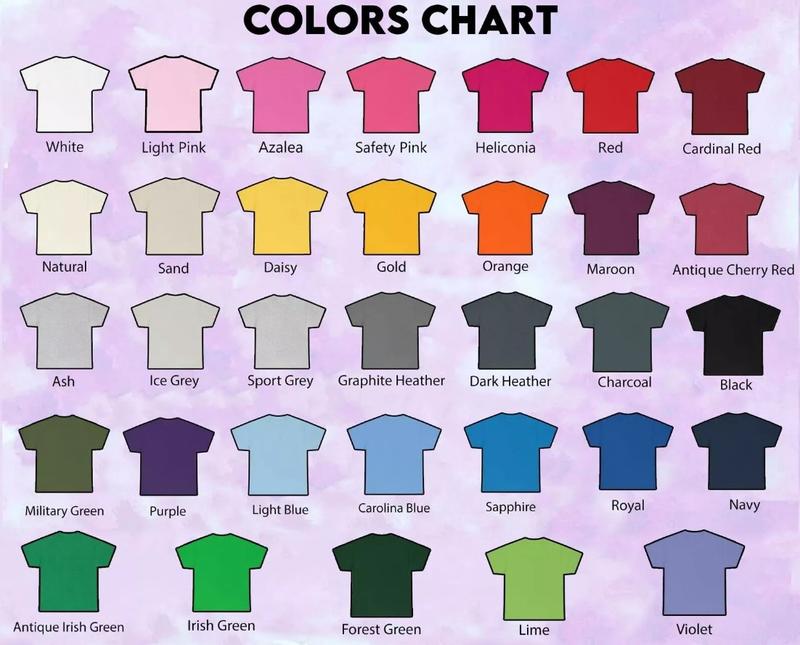 COLORS CHART
White
Light Pink
Azalea
Safety Pink
Heliconia
Red
Cardinal Red
Natural
Sand
Daisy
Gold
Orange
Maroon
Antique Cherry Red
Ash
Ice Grey
Sport Grey
Graphite Heather
Dark Heather
Charcoal
Black
Military Green
Purple
Light Blue
Carolina Blue
Sapphire
Royal
Navy
Antique Irish Green
Irish Green
Forest Green
Lime
Violet